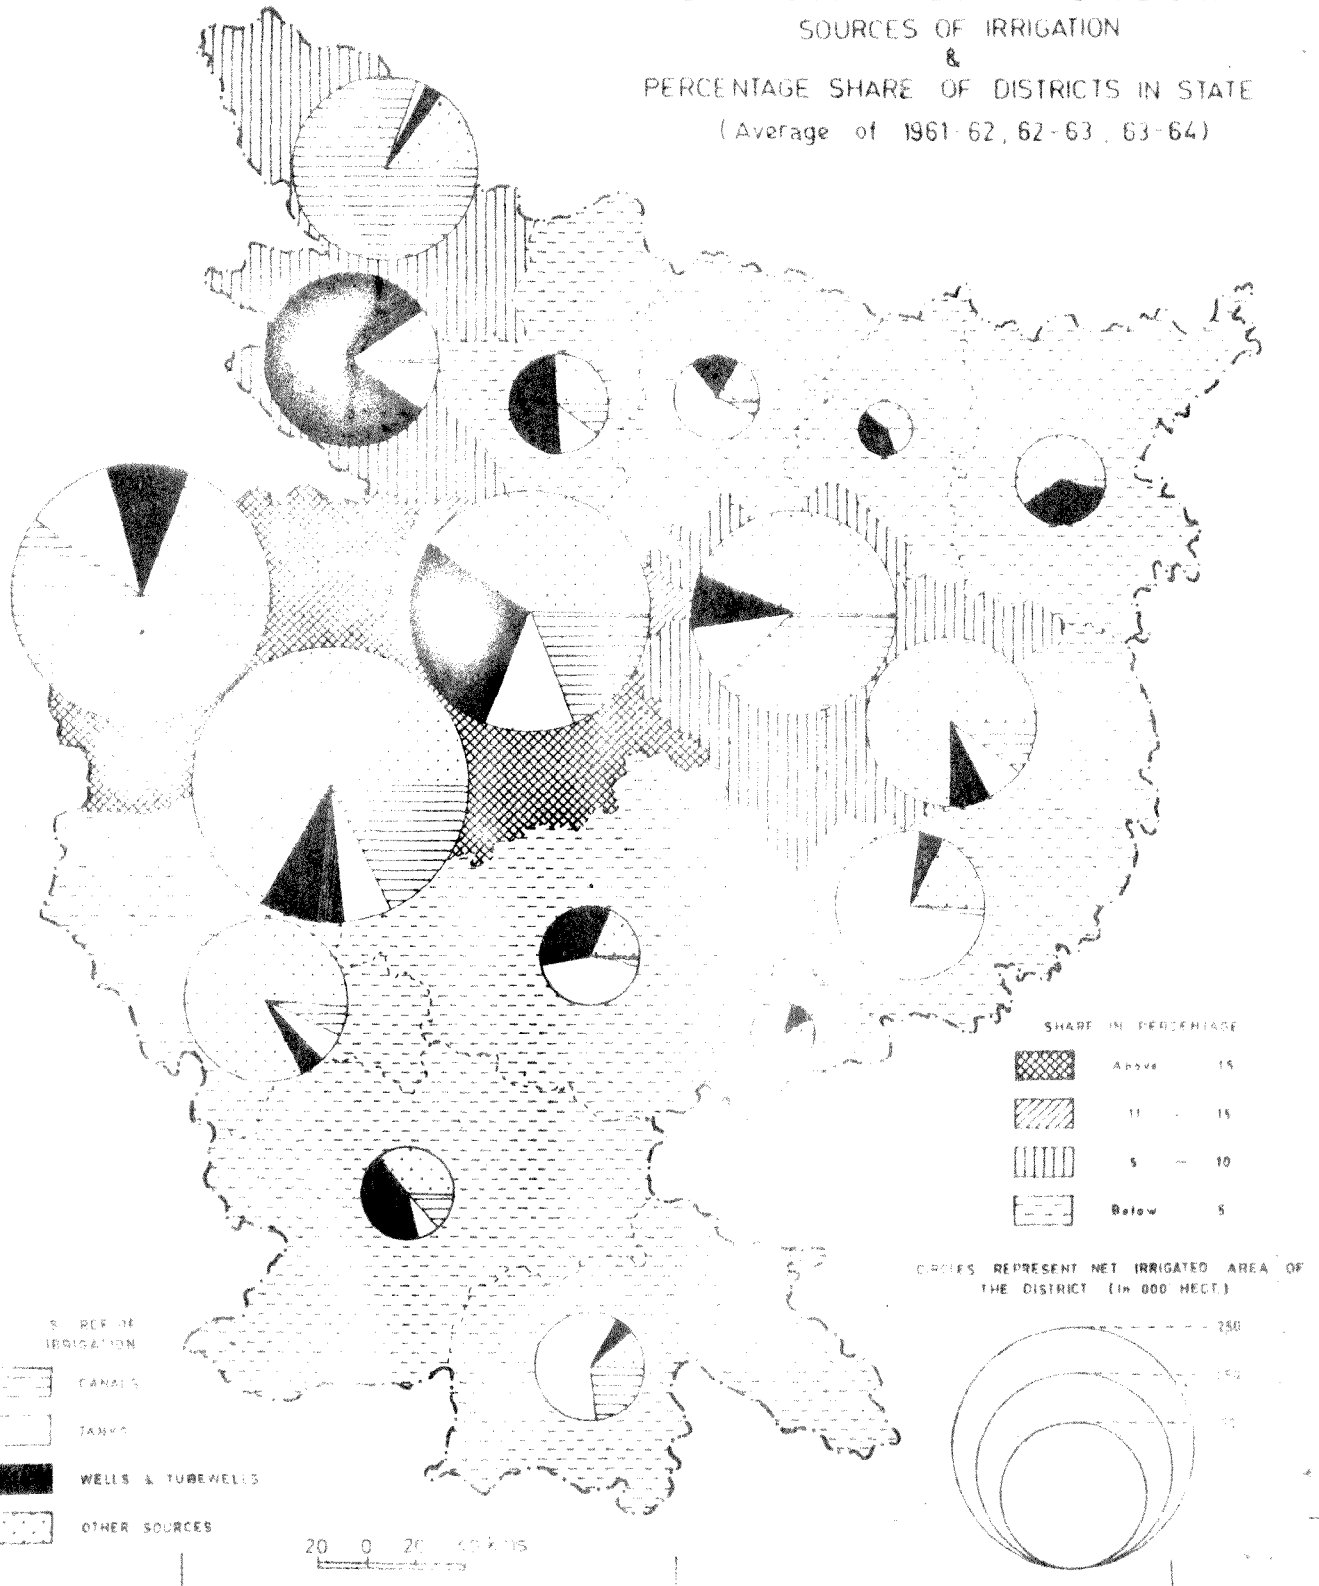 SOURCES OF IRRIGATION
&
PERCENTAGE SHARE OF DISTRICTS IN STATE
(Average of 1961-62, 62-63, 63-64)
SHARE IN PERCENTAGE
Above 15
11 - 15
5 - 10
Below 5
CIRCLES REPRESENT NET IRRIGATED AREA OF
THE DISTRICT (In 000 HECT.)
250
IRRIGATION
CANALS
TANKS
WELLS & TUBEWELLS
OTHER SOURCES
20 0 20